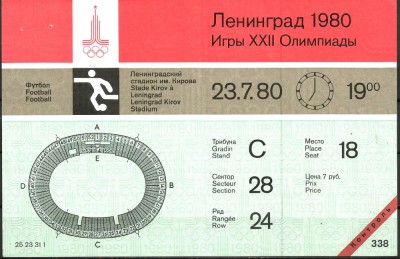 Ленинград 1980
Игры XXII Олимпиады
Футбол
Football
Football
Ленинградский
стадион им. Кирова
Stade Kirov à
Léningrad
Leningrad Kirov
Stadium
23.7.80
19 00
A
B
C
D
E
Трибуна
Gradin
Stand
C
Место
Place
Seat
18
Сектор
Secteur
Section
28
Цена 7 руб.
Prix
Price
Ряд
Rangée
Row
24
25 23 31 1
Контроль
338